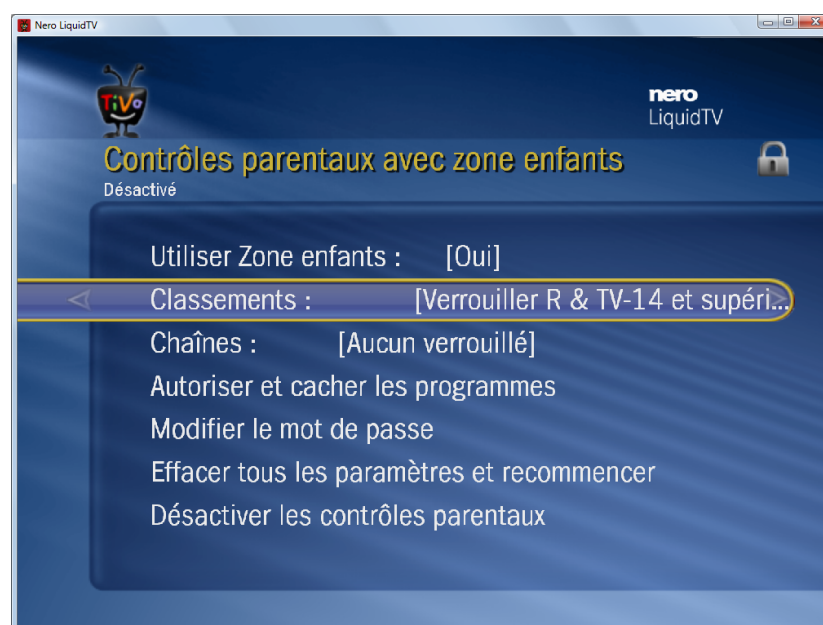 Nero LiquidTV
TiVo
nero
LiquidTV
Contrôles parentaux avec zone enfants
Désactivé
Utiliser Zone enfants : [Oui]
Classements : [Verrouiller R & TV-14 et supéri...
Chaînes : [Aucun verrouillé]
Autoriser et cacher les programmes
Modifier le mot de passe
Effacer tous les paramètres et recommencer
Désactiver les contrôles parentaux